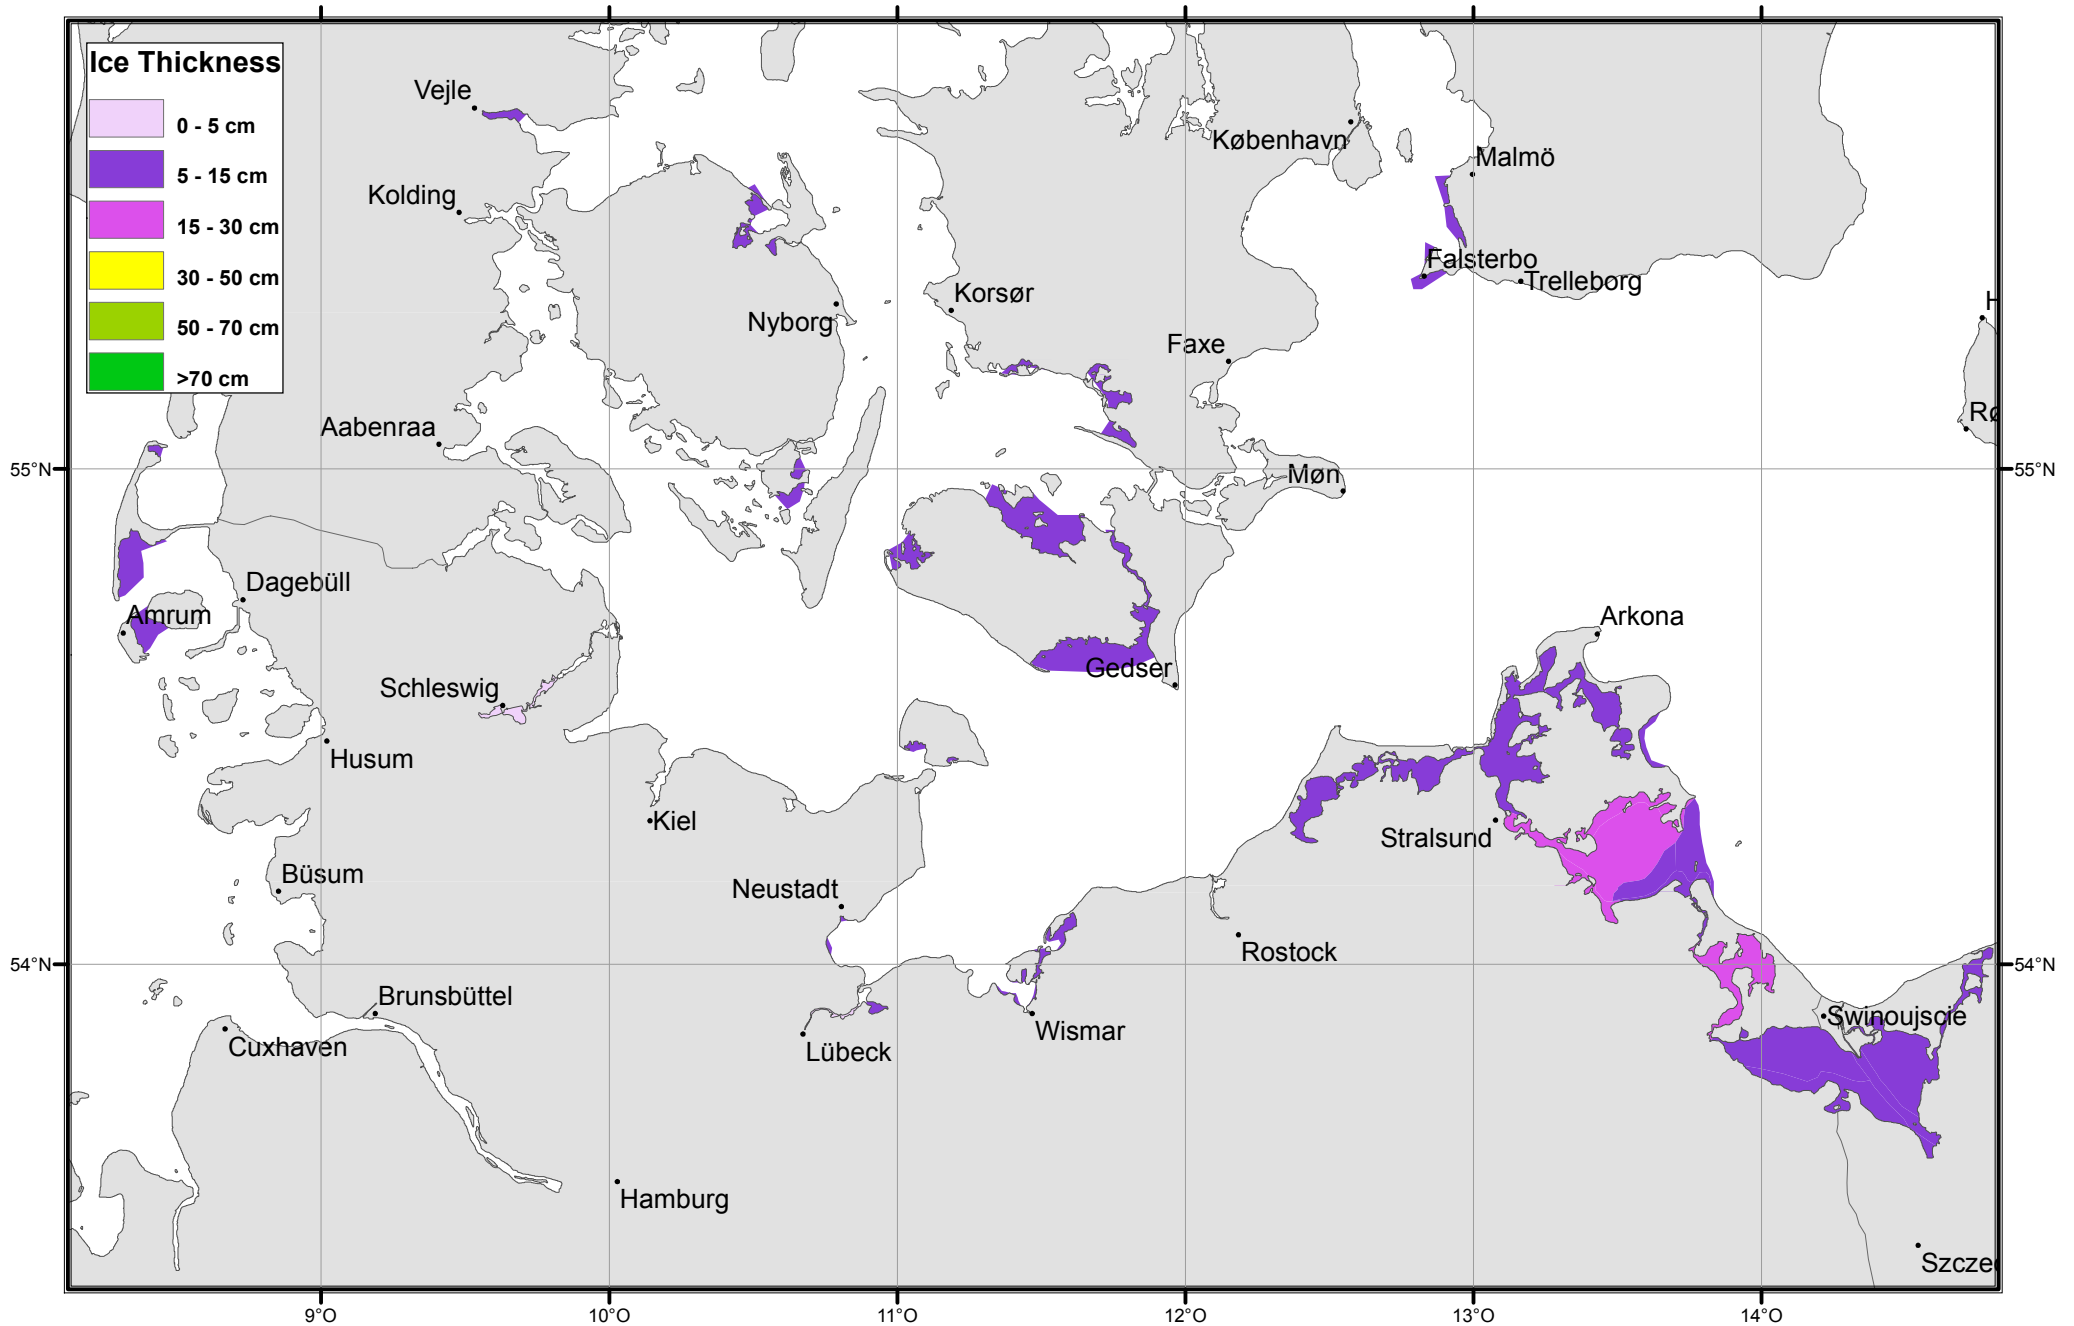 Ice Thickness
0 - 5 cm
5 - 15 cm
15 - 30 cm
30 - 50 cm
50 - 70 cm
>70 cm
Vejle
København
Malmö
Kolding
Falsterbo
Trelleborg
Korsør
H
Nyborg
Faxe
Aabenraa
Rø
55°N
55°N
Møn
Dagebüll
Amrum
Arkona
Gedser
Schleswig
Husum
Kiel
Stralsund
Büsum
Neustadt
Rostock
54°N
54°N
Brunsbüttel
Swinoujscie
Wismar
Cuxhaven
Lübeck
Hamburg
Szcze
9°O
10°O
11°O
12°O
13°O
14°O